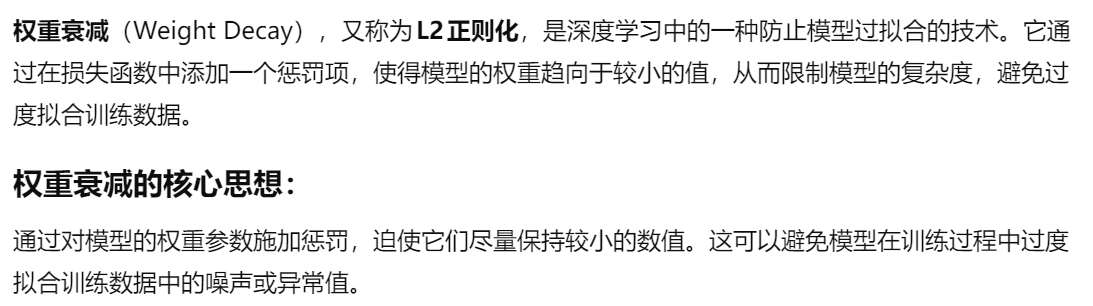 权重衰减（Weight Decay），又称为 L2 正则化，是深度学习中的一种防止模型过拟合的技术。它通
过在损失函数中添加一个惩罚项，使得模型的权重趋向于较小的值，从而限制模型的复杂度，避免过
度拟合训练数据。
权重衰减的核心思想：
通过对模型的权重参数施加惩罚，迫使它们尽量保持较小的数值。这可以避免模型在训练过程中过度
拟合训练数据中的噪声或异常值。